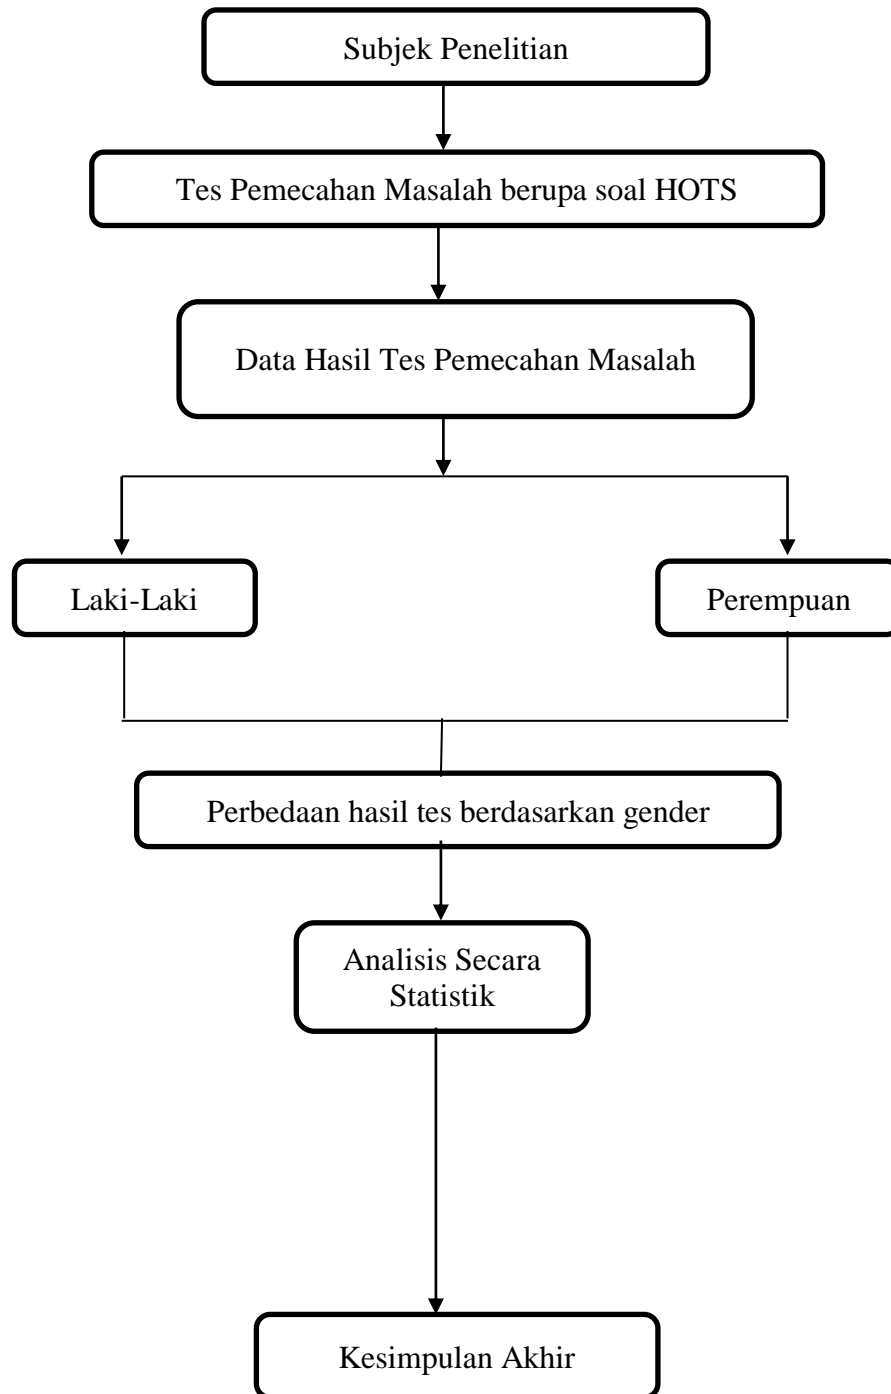 Subjek Penelitian
Tes Pemecahan Masalah berupa soal HOTS
Data Hasil Tes Pemecahan Masalah
Laki-Laki
Perempuan
Perbedaan hasil tes berdasarkan gender
Analisis Secara
Statistik
Kesimpulan Akhir